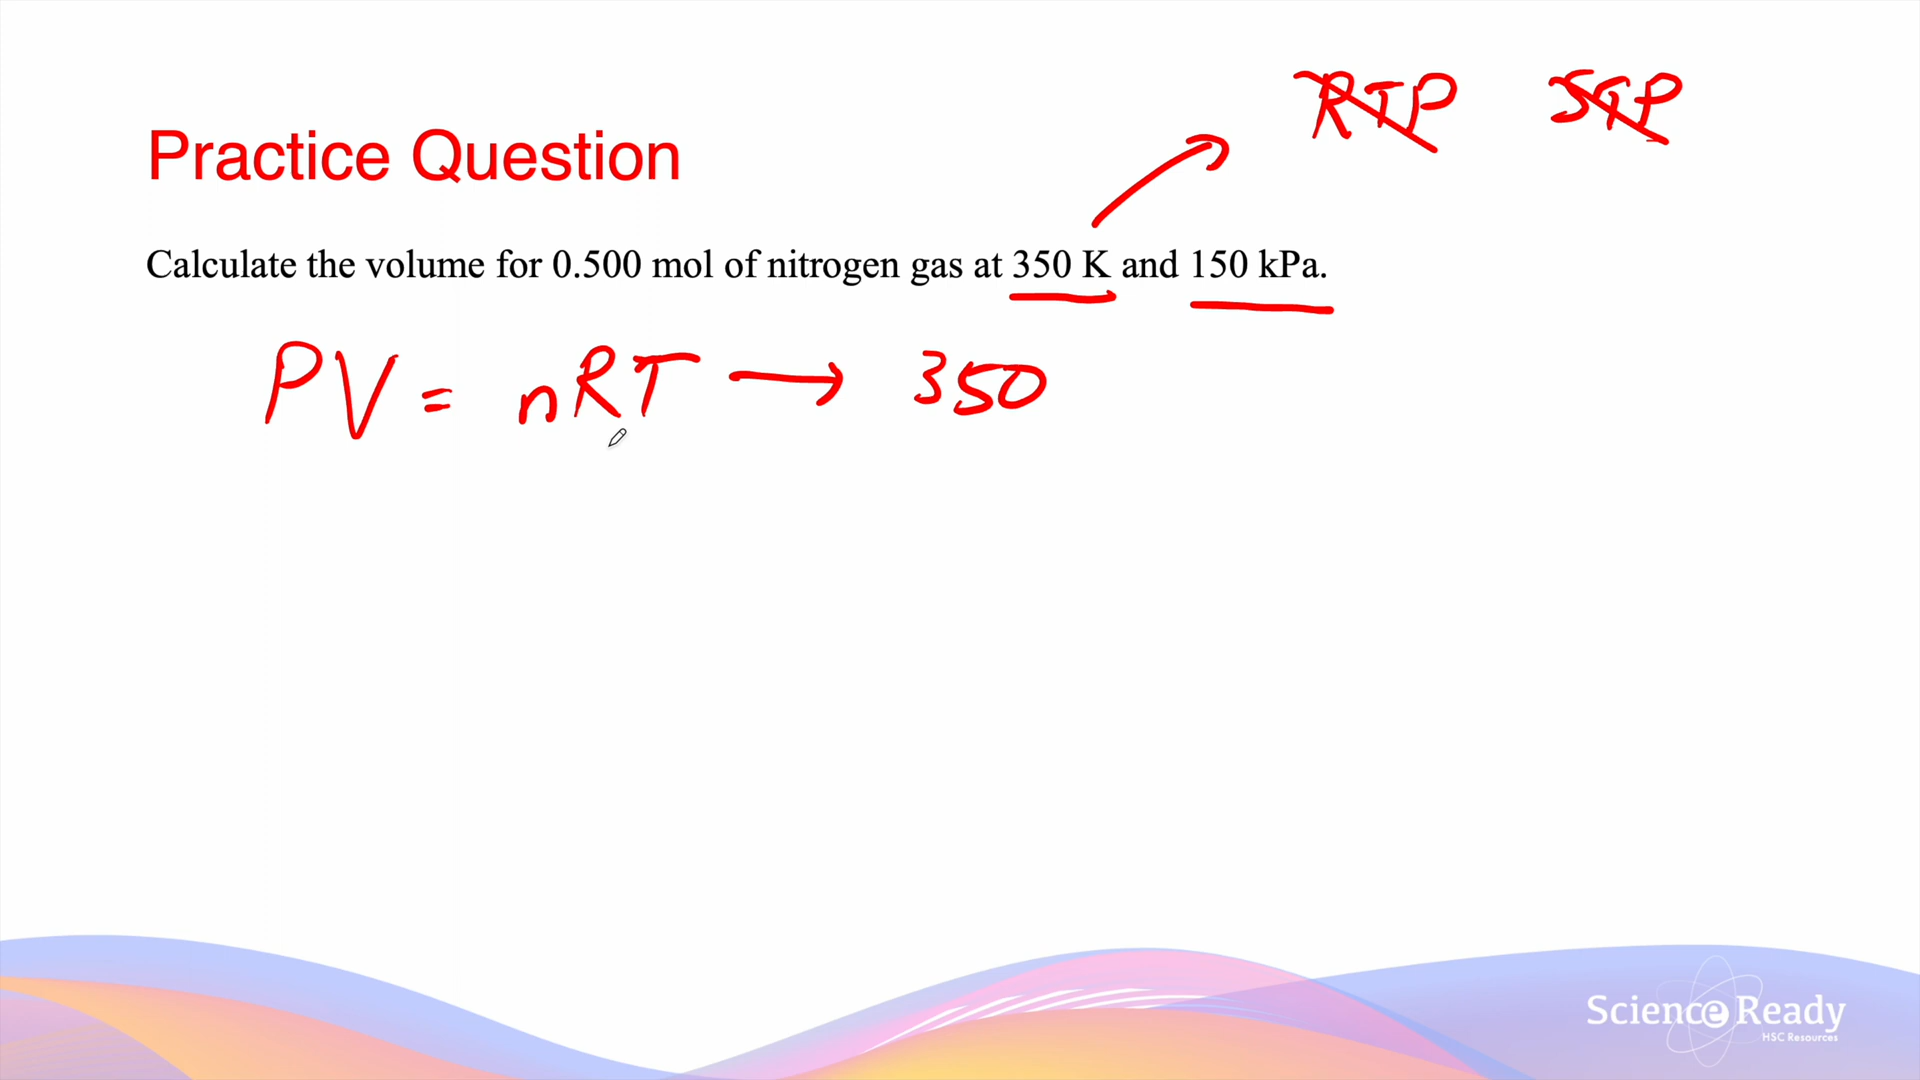 RTP STP
Practice Question
Calculate the volume for 0.500 mol of nitrogen gas at 350 K and 150 kPa.
PV = nRT → 350
Science Ready
HSC Resources